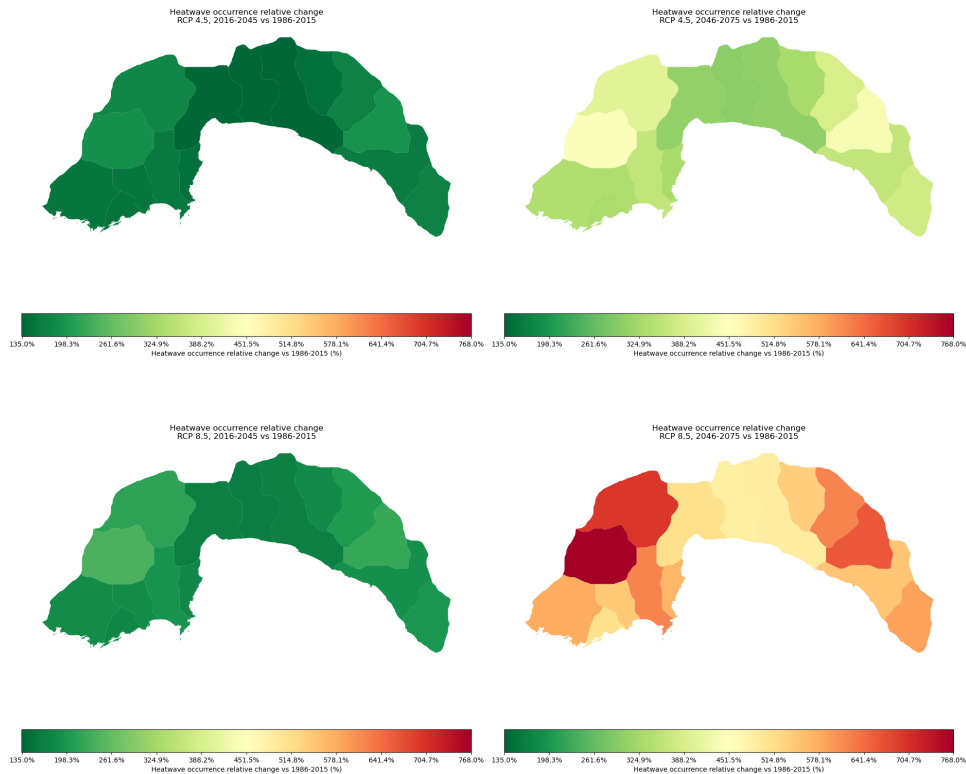 Heatwave occurrence relative change
RCP 4.5, 2016-2045 vs 1986-2015
135.0% 198.3% 261.6% 324.9% 388.2% 451.5% 514.8% 578.1% 641.4% 704.7% 768.0%
Heatwave occurrence relative change vs 1986-2015 (%)
Heatwave occurrence relative change
RCP 4.5, 2046-2075 vs 1986-2015
135.0% 198.3% 261.6% 324.9% 388.2% 451.5% 514.8% 578.1% 641.4% 704.7% 768.0%
Heatwave occurrence relative change vs 1986-2015 (%)
Heatwave occurrence relative change
RCP 8.5, 2016-2045 vs 1986-2015
135.0% 198.3% 261.6% 324.9% 388.2% 451.5% 514.8% 578.1% 641.4% 704.7% 768.0%
Heatwave occurrence relative change vs 1986-2015 (%)
Heatwave occurrence relative change
RCP 8.5, 2046-2075 vs 1986-2015
135.0% 198.3% 261.6% 324.9% 388.2% 451.5% 514.8% 578.1% 641.4% 704.7% 768.0%
Heatwave occurrence relative change vs 1986-2015 (%)